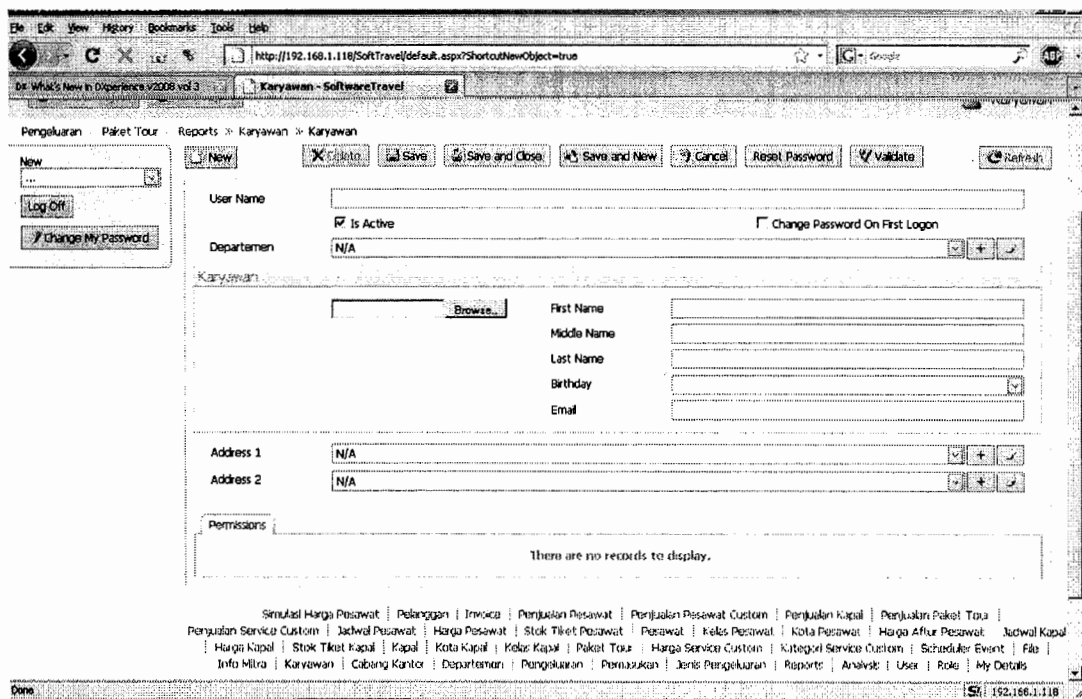 File Edit View History Bookmarks Tools Help
http://192.168.1.118/SoftTravel/default.aspx?ShortcutNewObject=true
Google
DX What's New in DXperience v2008 vol 3
Karyawan - SoftwareTravel
Karyawan
Pengeluaran Paket Tour Reports » Karyawan » Karyawan
New
...
Log Off
Change My Password
New Delete Save Save and Close Save and New Cancel Reset Password Validate Refresh
User Name
Is Active Change Password On First Logon
Departemen N/A
Karyawan
Browse... First Name
Middle Name
Last Name
Birthday
Email
Address 1 N/A
Address 2 N/A
Permissions
There are no records to display.
Simulasi Harga Pesawat | Pelanggan | Invoice | Penjualan Pesawat | Penjualan Pesawat Custom | Penjualan Kapal | Penjualan Paket Tour |
Penjualan Service Custom | Jadwal Pesawat | Harga Pesawat | Stok Tiket Pesawat | Pesawat | Kelas Pesawat | Kota Pesawat | Harga Aftur Pesawat Jadwal Kapal
| Harga Kapal | Stok Tiket Kapal | Kapal | Kota Kapal | Kelas Kapal | Paket Tour | Harga Service Custom | Kategori Service Custom | Scheduler Event | File |
Info Mitra | Karyawan | Cabang Kantor | Departemen | Pengeluaran | Pemasukan | Jenis Pengeluaran | Reports | Analysis | User | Role | My Details
Done 192.168.1.118